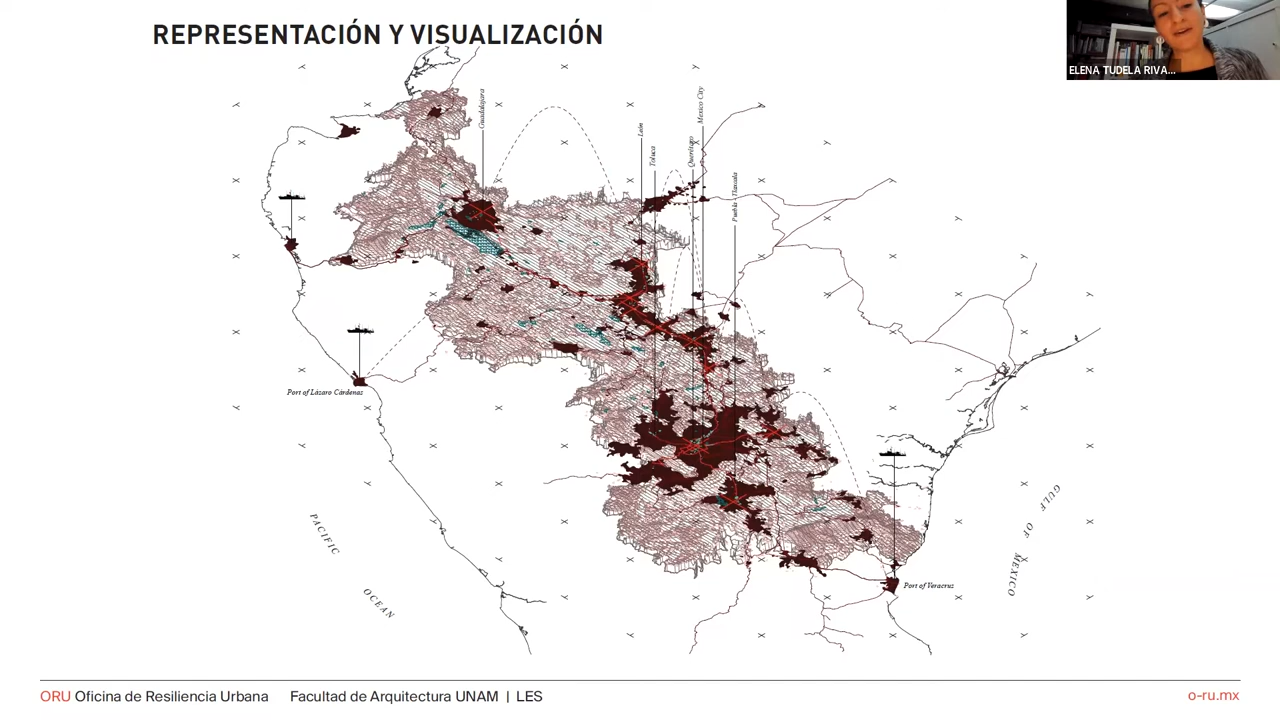 REPRESENTACIÓN Y VISUALIZACIÓN
ELENA TUDELA RIVA...
Guadalajara
León
Toluca
Querétaro
Mexico City
Puebla - Tlaxcala
Port of Lázaro Cárdenas
Port of Veracruz
PACIFIC
OCEAN
GULF OF MEXICO
ORU Oficina de Resiliencia Urbana Facultad de Arquitectura UNAM | LES
o-ru.mx